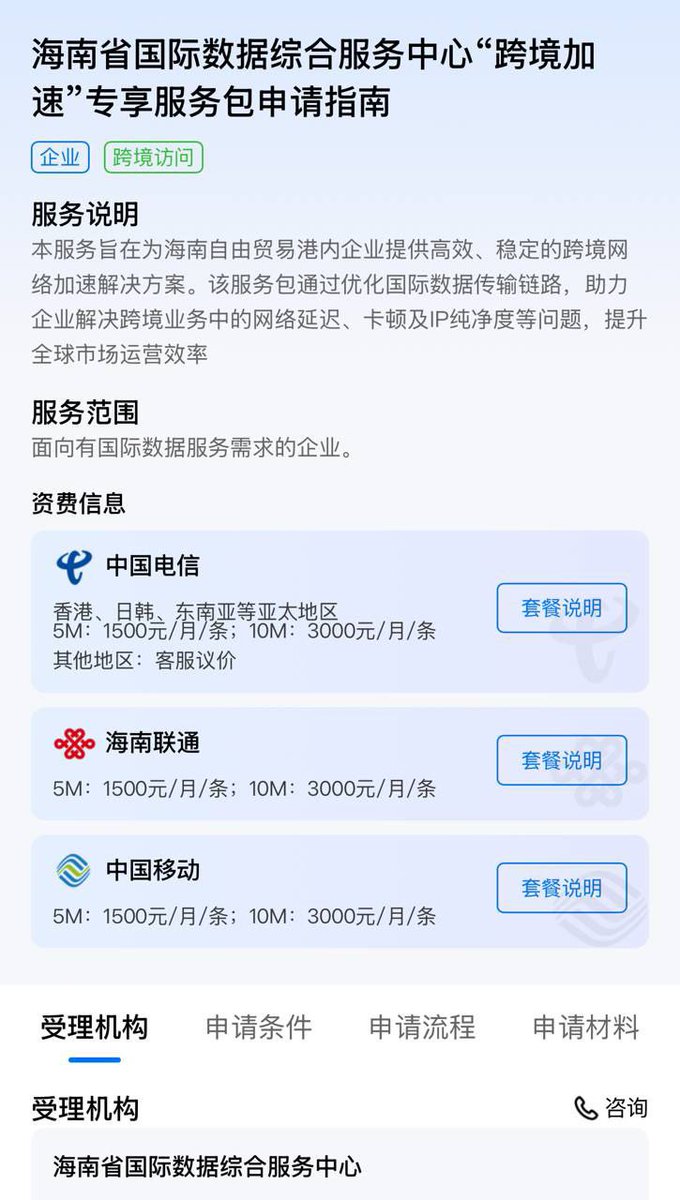 海南省国际数据综合服务中心“跨境加
速”专享服务包申请指南
企业 跨境访问
服务说明
本服务旨在为海南自由贸易港内企业提供高效、稳定的跨境网
络加速解决方案。该服务包通过优化国际数据传输链路，助力
企业解决跨境业务中的网络延迟、卡顿及IP纯净度等问题，提升
全球市场运营效率
服务范围
面向有国际数据服务需求的企业。
资费信息
中国电信
香港、日韩、东南亚等亚太地区
5M：1500元/月/条；10M：3000元/月/条
其他地区：客服议价
套餐说明
海南联通
5M：1500元/月/条；10M：3000元/月/条
套餐说明
中国移动
5M：1500元/月/条；10M：3000元/月/条
套餐说明
受理机构 申请条件 申请流程 申请材料
受理机构 咨询
海南省国际数据综合服务中心